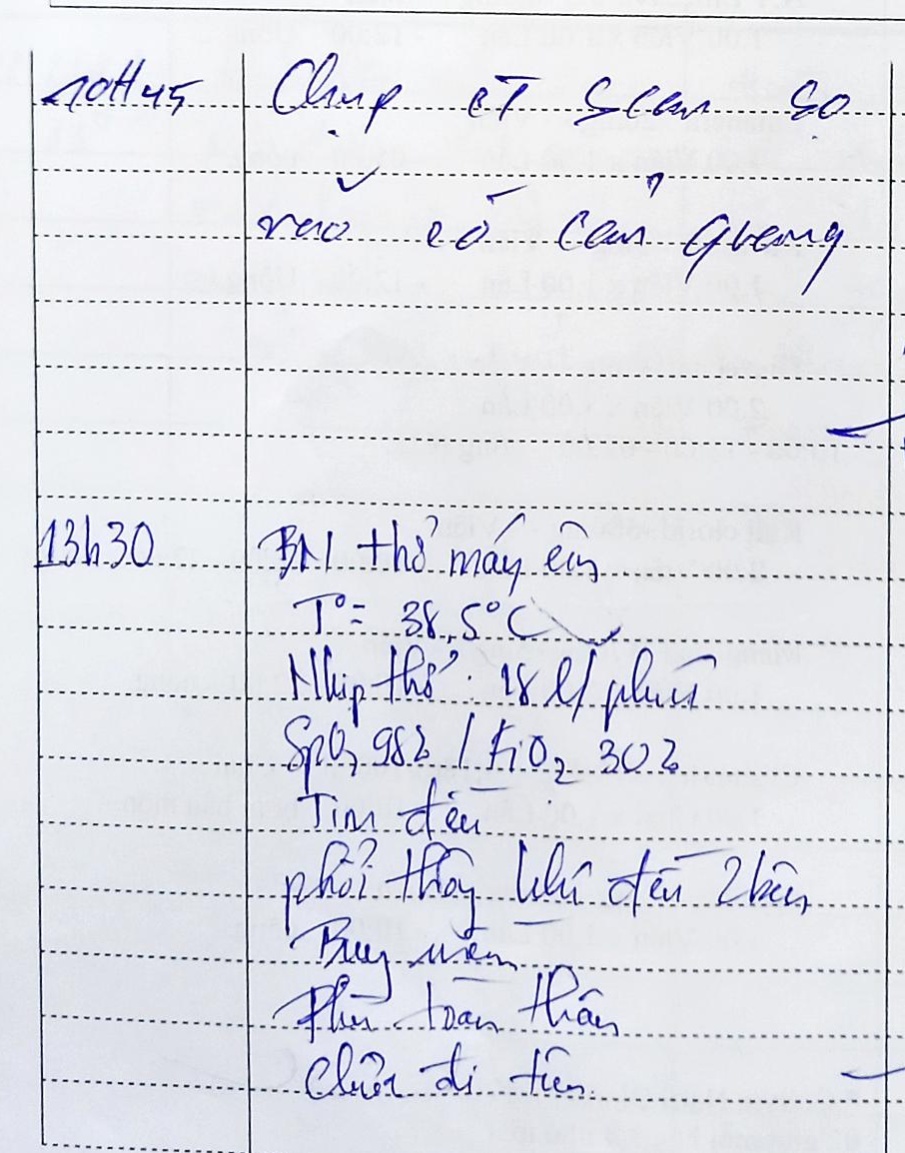 10H45 Chụp CT Scan sọ
não có cản quang
13h30 BN thở máy êm
T° = 38,5°C
Nhịp thở: 18 l/phút
SpO2 98% / FiO2 30%
Tim đều
phổi thông khí đều 2 bên
Bụng mềm
Phù toàn thân
Chưa đi tiêu